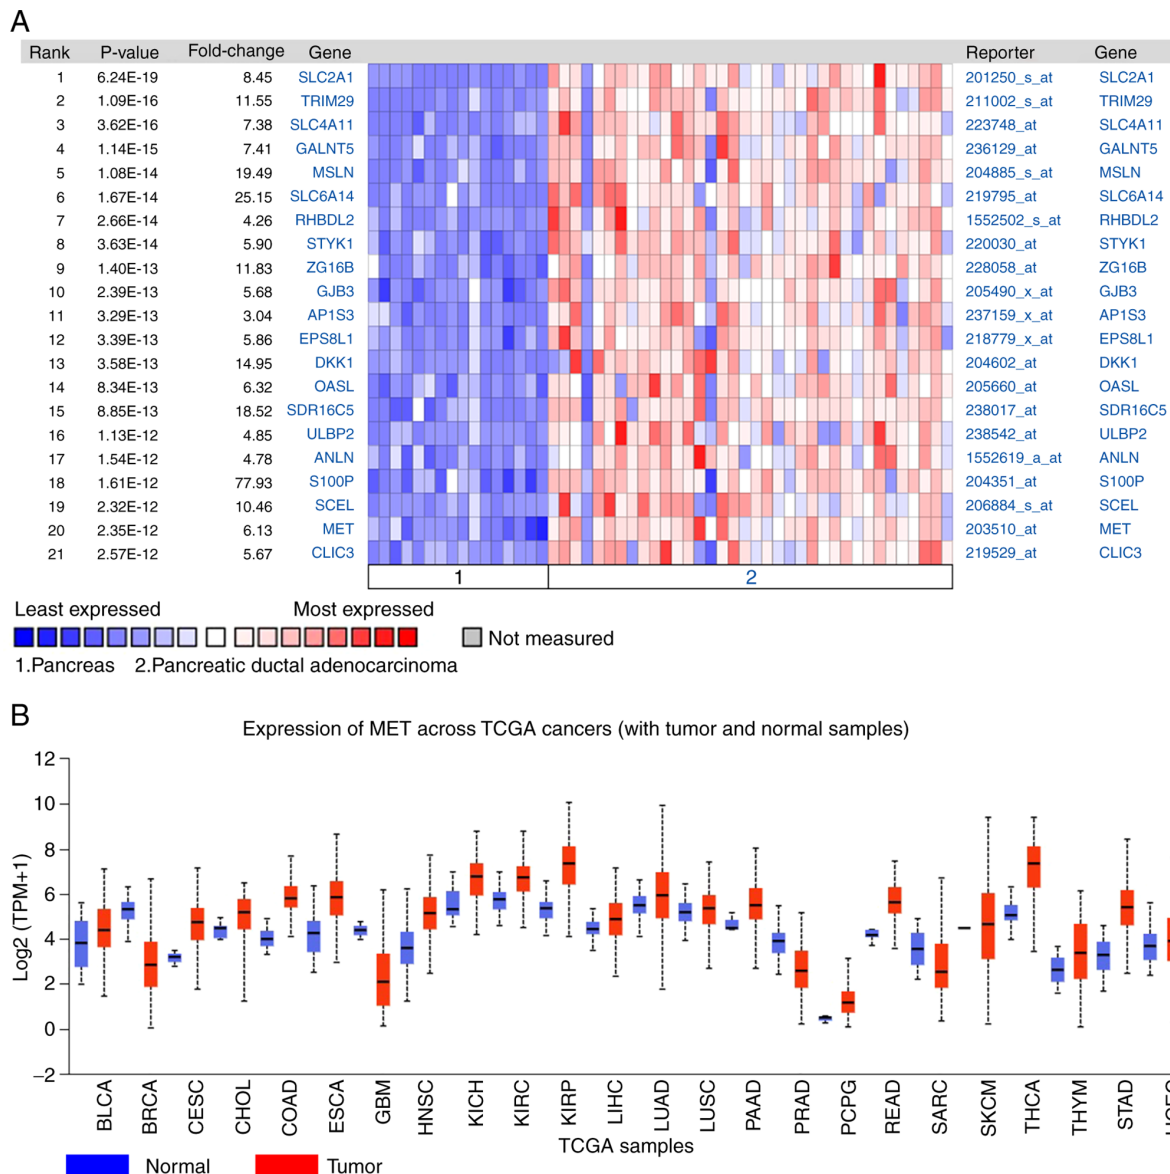 A
Rank P-value Fold-change Gene Reporter Gene
1 6.24E-19 8.45 SLC2A1 201250_s_at SLC2A1
2 1.09E-16 11.55 TRIM29 211002_s_at TRIM29
3 3.62E-16 7.38 SLC4A11 223748_at SLC4A11
4 1.14E-15 7.41 GALNT5 236129_at GALNT5
5 1.08E-14 19.49 MSLN 204885_s_at MSLN
6 1.67E-14 25.15 SLC6A14 219795_at SLC6A14
7 2.66E-14 4.26 RHBDL2 1552502_s_at RHBDL2
8 3.63E-14 5.90 STYK1 220030_at STYK1
9 1.40E-13 11.83 ZG16B 228058_at ZG16B
10 2.39E-13 5.68 GJB3 205490_x_at GJB3
11 3.29E-13 3.04 AP1S3 237159_x_at AP1S3
12 3.39E-13 5.86 EPS8L1 218779_x_at EPS8L1
13 3.58E-13 14.95 DKK1 204602_at DKK1
14 8.34E-13 6.32 OASL 205660_at OASL
15 8.85E-13 18.52 SDR16C5 238017_at SDR16C5
16 1.13E-12 4.85 ULBP2 238542_at ULBP2
17 1.54E-12 4.78 ANLN 1552619_a_at ANLN
18 1.61E-12 77.93 S100P 204351_at S100P
19 2.32E-12 10.46 SCEL 206884_s_at SCEL
20 2.35E-12 6.13 MET 203510_at MET
21 2.57E-12 5.67 CLIC3 219529_at CLIC3
1 2
Least expressed Most expressed
Not measured
1.Pancreas 2.Pancreatic ductal adenocarcinoma
B
Expression of MET across TCGA cancers (with tumor and normal samples)
Log2 (TPM+1)
12
10
8
6
4
2
0
−2
BLCA BRCA CESC CHOL COAD ESCA GBM HNSC KICH KIRC KIRP LIHC LUAD LUSC PAAD PRAD PCPG READ SARC SKCM THCA THYM STAD
TCGA samples
Normal Tumor